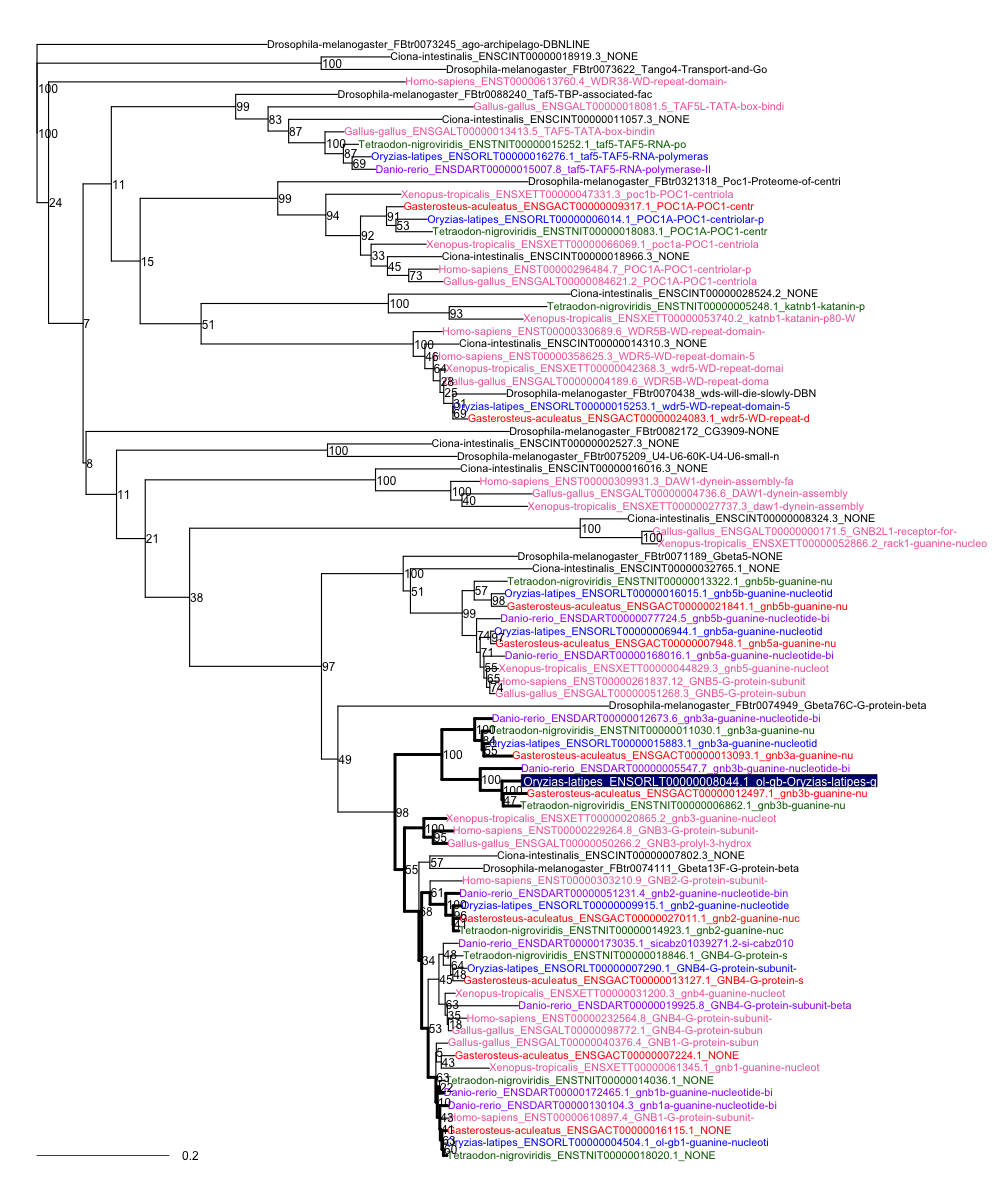 Drosophila-melanogaster_FBtr0073245_ago-archipelago-DBNLINE
Ciona-intestinalis_ENSCINT00000018919.3_NONE
100
Drosophila-melanogaster_FBtr0073622_Tango4-Transport-and-Go
Homo-sapiens_ENST00000613760.4_WDR38-WD-repeat-domain-
100
Drosophila-melanogaster_FBtr0088240_Taf5-TBP-associated-fac
99
Gallus-gallus_ENSGALT00000018081.5_TAF5L-TATA-box-bindi
83
Ciona-intestinalis_ENSCINT00000011057.3_NONE
100
87
Gallus-gallus_ENSGALT00000013413.5_TAF5-TATA-box-bindin
100
Tetraodon-nigroviridis_ENSTNIT00000015252.1_taf5-TAF5-RNA-po
87
Oryzias-latipes_ENSORLT00000016276.1_taf5-TAF5-RNA-polymeras
69
Danio-rerio_ENSDART00000015007.8_taf5-TAF5-RNA-polymerase-II
11
Drosophila-melanogaster_FBtr0321318_Poc1-Proteome-of-centri
99
Xenopus-tropicalis_ENSXETT00000047331.3_poc1b-POC1-centriola
24
94
Gasterosteus-aculeatus_ENSGACT00000009317.1_POC1A-POC1-centr
91
Oryzias-latipes_ENSORLT00000006014.1_POC1A-POC1-centriolar-p
53
Tetraodon-nigroviridis_ENSTNIT00000018083.1_POC1A-POC1-centr
92
Xenopus-tropicalis_ENSXETT00000066069.1_poc1a-POC1-centriola
33
Ciona-intestinalis_ENSCINT00000018966.3_NONE
15
45
Homo-sapiens_ENST00000296484.7_POC1A-POC1-centriolar-p
73
Gallus-gallus_ENSGALT00000084621.2_POC1A-POC1-centriola
Ciona-intestinalis_ENSCINT00000028524.2_NONE
100
Tetraodon-nigroviridis_ENSTNIT00000005248.1_katnb1-katanin-p
93
Xenopus-tropicalis_ENSXETT00000053740.2_katnb1-katanin-p80-W
7
51
Homo-sapiens_ENST00000330689.6_WDR5B-WD-repeat-domain-
100
Ciona-intestinalis_ENSCINT00000014310.3_NONE
46
Homo-sapiens_ENST00000358625.3_WDR5-WD-repeat-domain-5
64
Xenopus-tropicalis_ENSXETT00000042368.3_wdr5-WD-repeat-domai
28
Gallus-gallus_ENSGALT00000004189.6_WDR5B-WD-repeat-doma
25
Drosophila-melanogaster_FBtr0070438_wds-will-die-slowly-DBN
31
Oryzias-latipes_ENSORLT00000015253.1_wdr5-WD-repeat-domain-5
69
Gasterosteus-aculeatus_ENSGACT00000024083.1_wdr5-WD-repeat-d
Drosophila-melanogaster_FBtr0082172_CG3909-NONE
Ciona-intestinalis_ENSCINT00000002527.3_NONE
100
Drosophila-melanogaster_FBtr0075209_U4-U6-60K-U4-U6-small-n
8
Ciona-intestinalis_ENSCINT00000016016.3_NONE
100
Homo-sapiens_ENST00000309931.3_DAW1-dynein-assembly-fa
11
100
Gallus-gallus_ENSGALT00000004736.6_DAW1-dynein-assembly
40
Xenopus-tropicalis_ENSXETT00000027737.3_daw1-dynein-assembly
Ciona-intestinalis_ENSCINT00000008324.3_NONE
100
Gallus-gallus_ENSGALT00000000171.5_GNB2L1-receptor-for-
21
100
Xenopus-tropicalis_ENSXETT00000052866.2_rack1-guanine-nucleo
Drosophila-melanogaster_FBtr0071189_Gbeta5-NONE
100
Ciona-intestinalis_ENSCINT00000032765.1_NONE
51
Tetraodon-nigroviridis_ENSTNIT00000013322.1_gnb5b-guanine-nu
57
Oryzias-latipes_ENSORLT00000016015.1_gnb5b-guanine-nucleotid
38
98
Gasterosteus-aculeatus_ENSGACT00000021841.1_gnb5b-guanine-nu
99
Danio-rerio_ENSDART00000077724.5_gnb5b-guanine-nucleotide-bi
74
Oryzias-latipes_ENSORLT00000006944.1_gnb5a-guanine-nucleotid
97
Gasterosteus-aculeatus_ENSGACT00000007948.1_gnb5a-guanine-nu
71
Danio-rerio_ENSDART00000168016.1_gnb5a-guanine-nucleotide-bi
97
55
Xenopus-tropicalis_ENSXETT00000044829.3_gnb5-guanine-nucleot
65
Homo-sapiens_ENST00000261837.12_GNB5-G-protein-subunit
74
Gallus-gallus_ENSGALT00000051268.3_GNB5-G-protein-subun
Drosophila-melanogaster_FBtr0074949_Gbeta76C-G-protein-beta
Danio-rerio_ENSDART00000012673.6_gnb3a-guanine-nucleotide-bi
100
Tetraodon-nigroviridis_ENSTNIT00000011030.1_gnb3a-guanine-nu
84
Oryzias-latipes_ENSORLT00000015883.1_gnb3a-guanine-nucleotid
55
Gasterosteus-aculeatus_ENSGACT00000013093.1_gnb3a-guanine-nu
49
100
Danio-rerio_ENSDART00000005547.7_gnb3b-guanine-nucleotide-bi
100
Oryzias-latipes_ENSORLT00000008044.1_ol-gb-Oryzias-latipes-g
100
Gasterosteus-aculeatus_ENSGACT00000012497.1_gnb3b-guanine-nu
47
Tetraodon-nigroviridis_ENSTNIT00000006862.1_gnb3b-guanine-nu
98
Xenopus-tropicalis_ENSXETT00000020865.2_gnb3-guanine-nucleot
100
Homo-sapiens_ENST00000229264.8_GNB3-G-protein-subunit-
95
Gallus-gallus_ENSGALT00000050266.2_GNB3-prolyl-3-hydrox
Ciona-intestinalis_ENSCINT00000007802.3_NONE
55
57
Drosophila-melanogaster_FBtr0074111_Gbeta13F-G-protein-beta
Homo-sapiens_ENST00000303210.9_GNB2-G-protein-subunit-
61
Danio-rerio_ENSDART00000051231.4_gnb2-guanine-nucleotide-bin
68
100
Oryzias-latipes_ENSORLT00000009915.1_gnb2-guanine-nucleotide
96
Gasterosteus-aculeatus_ENSGACT00000027011.1_gnb2-guanine-nuc
Tetraodon-nigroviridis_ENSTNIT00000014923.1_gnb2-guanine-nuc
Danio-rerio_ENSDART00000173035.1_sicabz01039271.2-si-cabz010
34
48
Tetraodon-nigroviridis_ENSTNIT00000018846.1_GNB4-G-protein-s
64
Oryzias-latipes_ENSORLT00000007290.1_GNB4-G-protein-subunit-
45
48
Gasterosteus-aculeatus_ENSGACT00000013127.1_GNB4-G-protein-s
Xenopus-tropicalis_ENSXETT00000031200.3_gnb4-guanine-nucleot
63
Danio-rerio_ENSDART00000019925.8_GNB4-G-protein-subunit-beta
35
Homo-sapiens_ENST00000232564.8_GNB4-G-protein-subunit-
53
18
Gallus-gallus_ENSGALT00000098772.1_GNB4-G-protein-subun
Gallus-gallus_ENSGALT00000040376.4_GNB1-G-protein-subun
5
Gasterosteus-aculeatus_ENSGACT00000007224.1_NONE
43
Xenopus-tropicalis_ENSXETT00000061345.1_gnb1-guanine-nucleot
63
Tetraodon-nigroviridis_ENSTNIT00000014036.1_NONE
22
Danio-rerio_ENSDART00000172465.1_gnb1b-guanine-nucleotide-bi
19
Danio-rerio_ENSDART00000130104.3_gnb1a-guanine-nucleotide-bi
43
Homo-sapiens_ENST00000610897.4_GNB1-G-protein-subunit-
Gasterosteus-aculeatus_ENSGACT00000016115.1_NONE
63
Oryzias-latipes_ENSORLT00000004504.1_ol-gb1-guanine-nucleoti
60
Tetraodon-nigroviridis_ENSTNIT00000018020.1_NONE
0.2